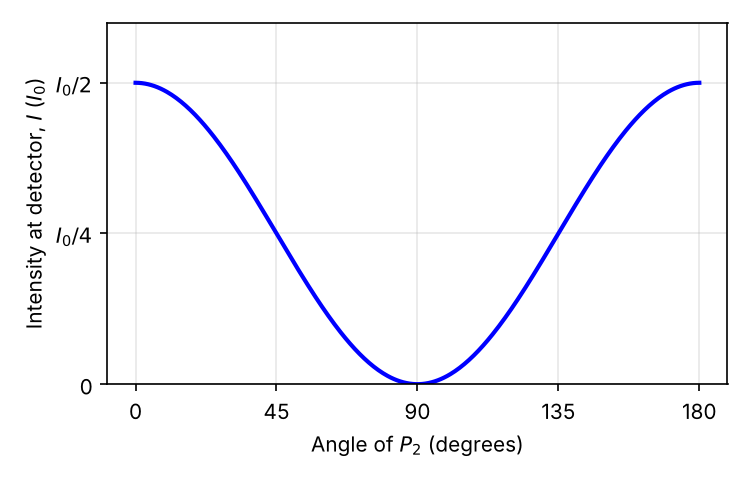 Intensity at detector, I (I₀)
I₀/2
I₀/4
0
0 45 90 135 180
Angle of P₂ (degrees)